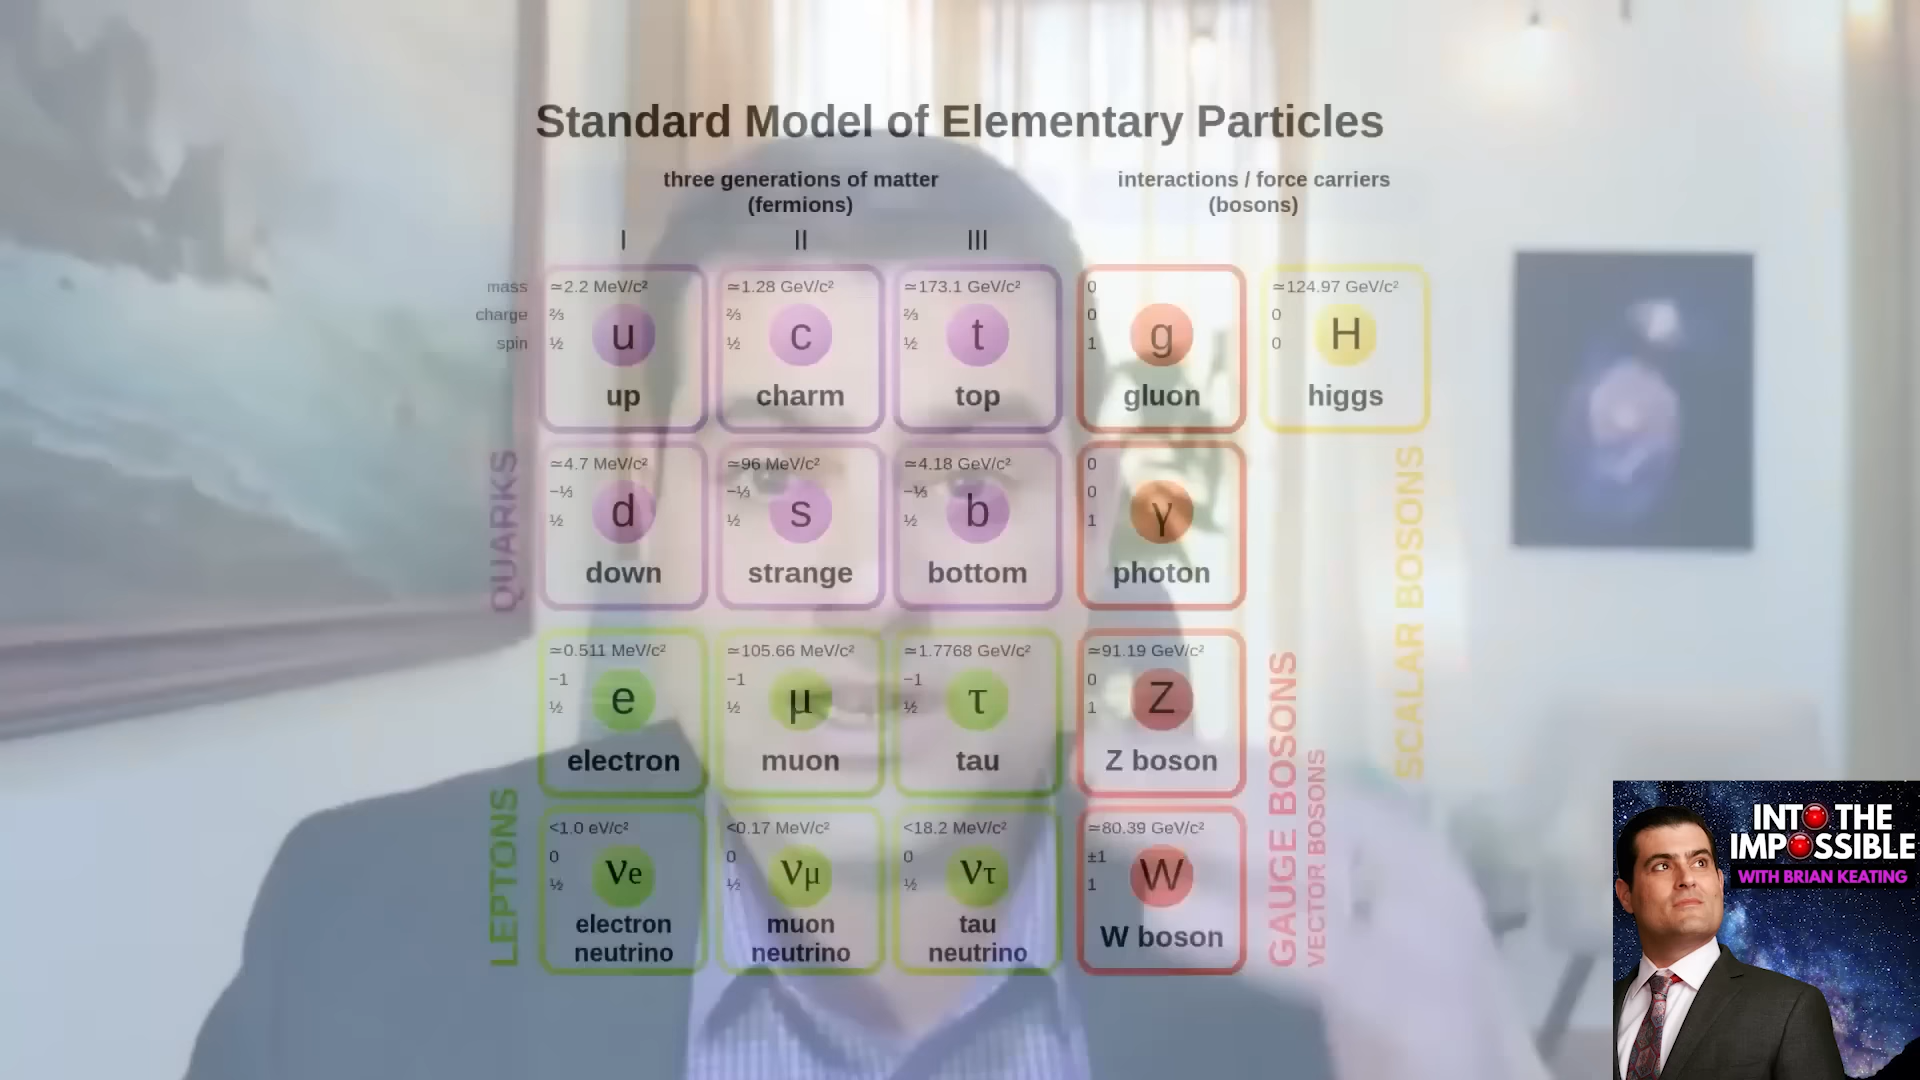 Standard Model of Elementary Particles
three generations of matter
(fermions)
interactions / force carriers
(bosons)
I
II
III
mass
charge
spin
≃2.2 MeV/c²
⅔
½
u
up
≃1.28 GeV/c²
⅔
½
c
charm
≃173.1 GeV/c²
⅔
½
t
top
0
0
1
g
gluon
≃124.97 GeV/c²
0
0
H
higgs
QUARKS
≃4.7 MeV/c²
−⅓
½
d
down
≃96 MeV/c²
−⅓
½
s
strange
≃4.18 GeV/c²
−⅓
½
b
bottom
0
0
1
γ
photon
SCALAR BOSONS
≃0.511 MeV/c²
−1
½
e
electron
≃105.66 MeV/c²
−1
½
μ
muon
≃1.7768 GeV/c²
−1
½
τ
tau
≃91.19 GeV/c²
0
1
Z
Z boson
LEPTONS
<1.0 eV/c²
0
½
νe
electron
neutrino
<0.17 MeV/c²
0
½
νμ
muon
neutrino
<18.2 MeV/c²
0
½
ντ
tau
neutrino
≃80.39 GeV/c²
±1
1
W
W boson
GAUGE BOSONS
VECTOR BOSONS
INTO THE
IMPOSSIBLE
WITH BRIAN KEATING